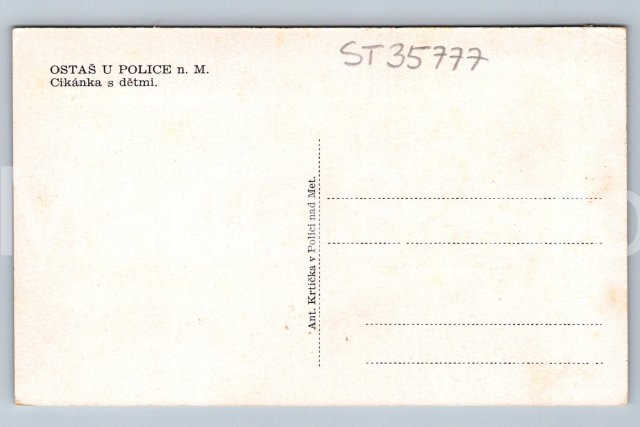 OSTAŠ U POLICE n. M.
Cikánka s dětmi.
ST35777
Ant. Krtička v Polici nad Met.